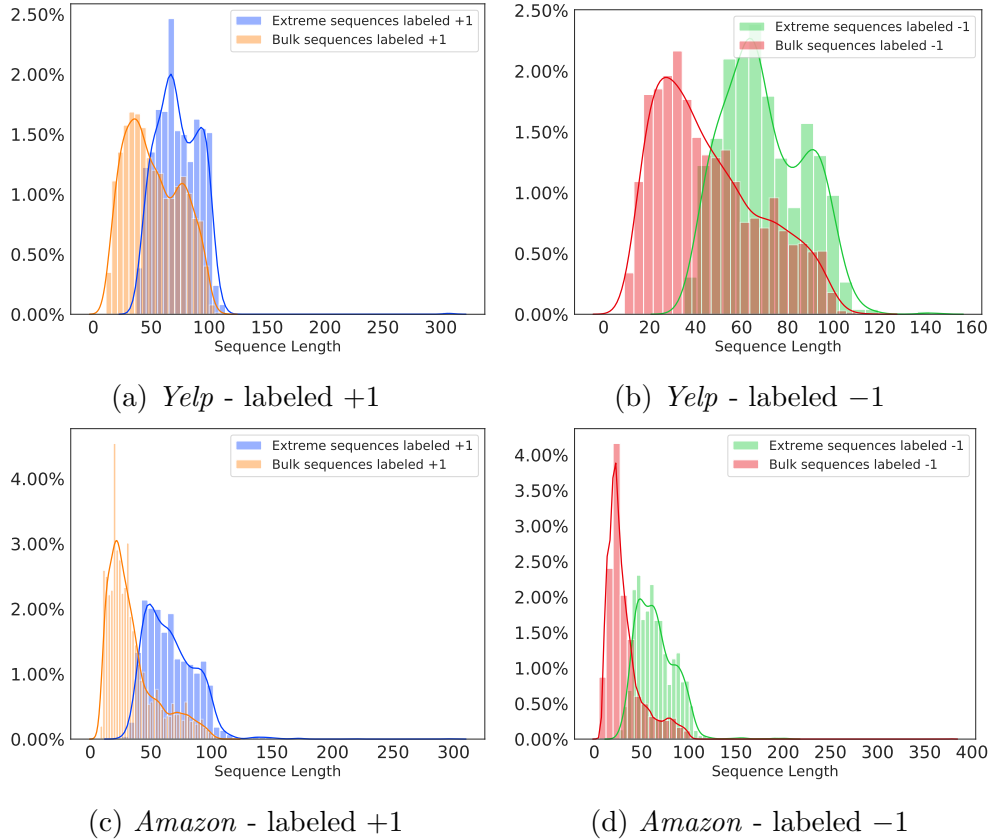 2.50%
2.00%
1.50%
1.00%
0.50%
0.00%
Extreme sequences labeled +1
Bulk sequences labeled +1
0 50 100 150 200 250 300
Sequence Length
(a) Yelp - labeled +1
2.50%
2.00%
1.50%
1.00%
0.50%
0.00%
Extreme sequences labeled -1
Bulk sequences labeled -1
0 20 40 60 80 100 120 140 160
Sequence Length
(b) Yelp - labeled −1
4.00%
3.00%
2.00%
1.00%
0.00%
Extreme sequences labeled +1
Bulk sequences labeled +1
0 50 100 150 200 250 300
Sequence Length
(c) Amazon - labeled +1
4.00%
3.50%
3.00%
2.50%
2.00%
1.50%
1.00%
0.50%
0.00%
Extreme sequences labeled -1
Bulk sequences labeled -1
0 50 100 150 200 250 300 350 400
Sequence Length
(d) Amazon - labeled −1